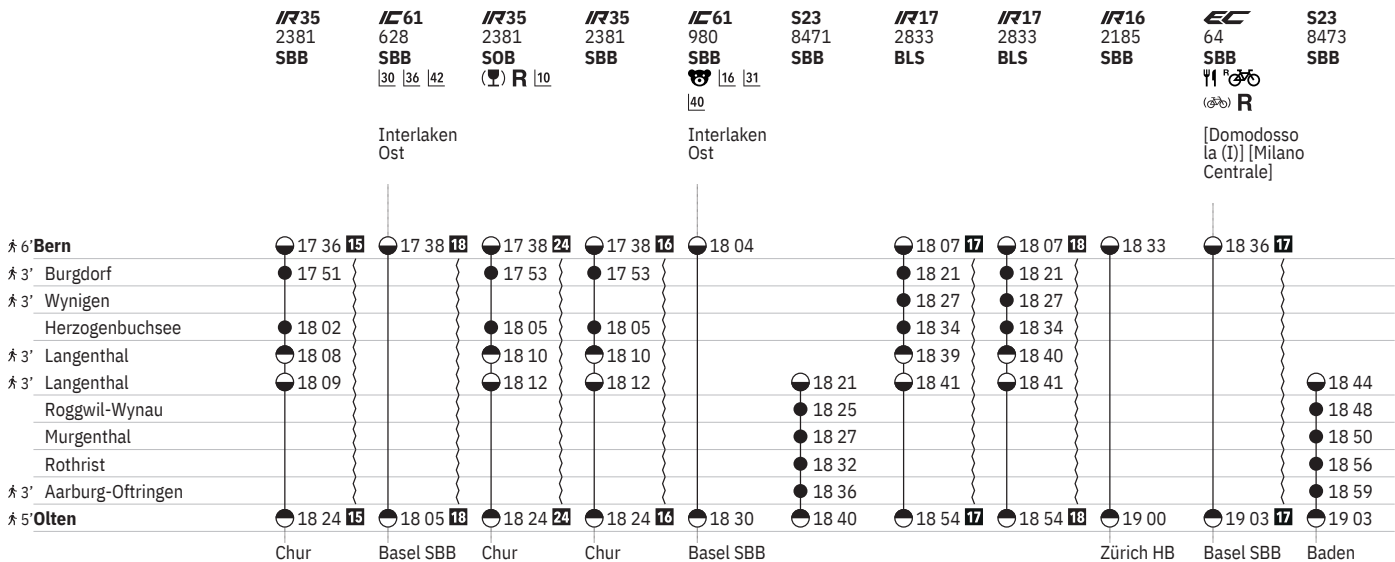 IR35 IC61 IR35 IR35 IC61 S23 IR17 IR17 IR16 EC S23
2381 628 2381 2381 980 8471 2833 2833 2185 64 8473
SBB SBB SOB SBB SBB SBB BLS BLS SBB SBB SBB
30 36 42 ( ) R 10 16 31 R
40 ( ) R
Interlaken Interlaken [Domodosso
Ost Ost la (I)] [Milano
Centrale]
6' Bern 17 36 15 17 38 18 17 38 24 17 38 16 18 04 18 07 17 18 07 18 18 33 18 36 17
3' Burgdorf 17 51 17 53 17 53 18 21 18 21
3' Wynigen 18 27 18 27
Herzogenbuchsee 18 02 18 05 18 05 18 34 18 34
3' Langenthal 18 08 18 10 18 10 18 39 18 40
3' Langenthal 18 09 18 12 18 12 18 21 18 41 18 41 18 44
Roggwil-Wynau 18 25 18 48
Murgenthal 18 27 18 50
Rothrist 18 32 18 56
3' Aarburg-Oftringen 18 36 18 59
5' Olten 18 24 15 18 05 18 18 24 24 18 24 16 18 30 18 40 18 54 17 18 54 18 19 00 19 03 17 19 03
Chur Basel SBB Chur Chur Basel SBB Zürich HB Basel SBB Baden